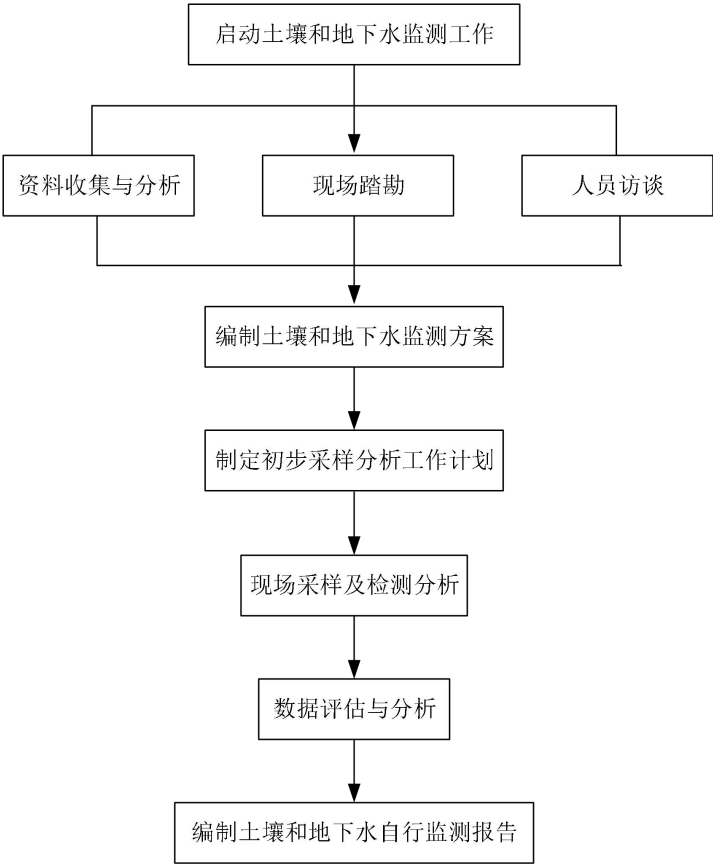 启动土壤和地下水监测工作
资料收集与分析
现场踏勘
人员访谈
编制土壤和地下水监测方案
制定初步采样分析工作计划
现场采样及检测分析
数据评估与分析
编制土壤和地下水自行监测报告